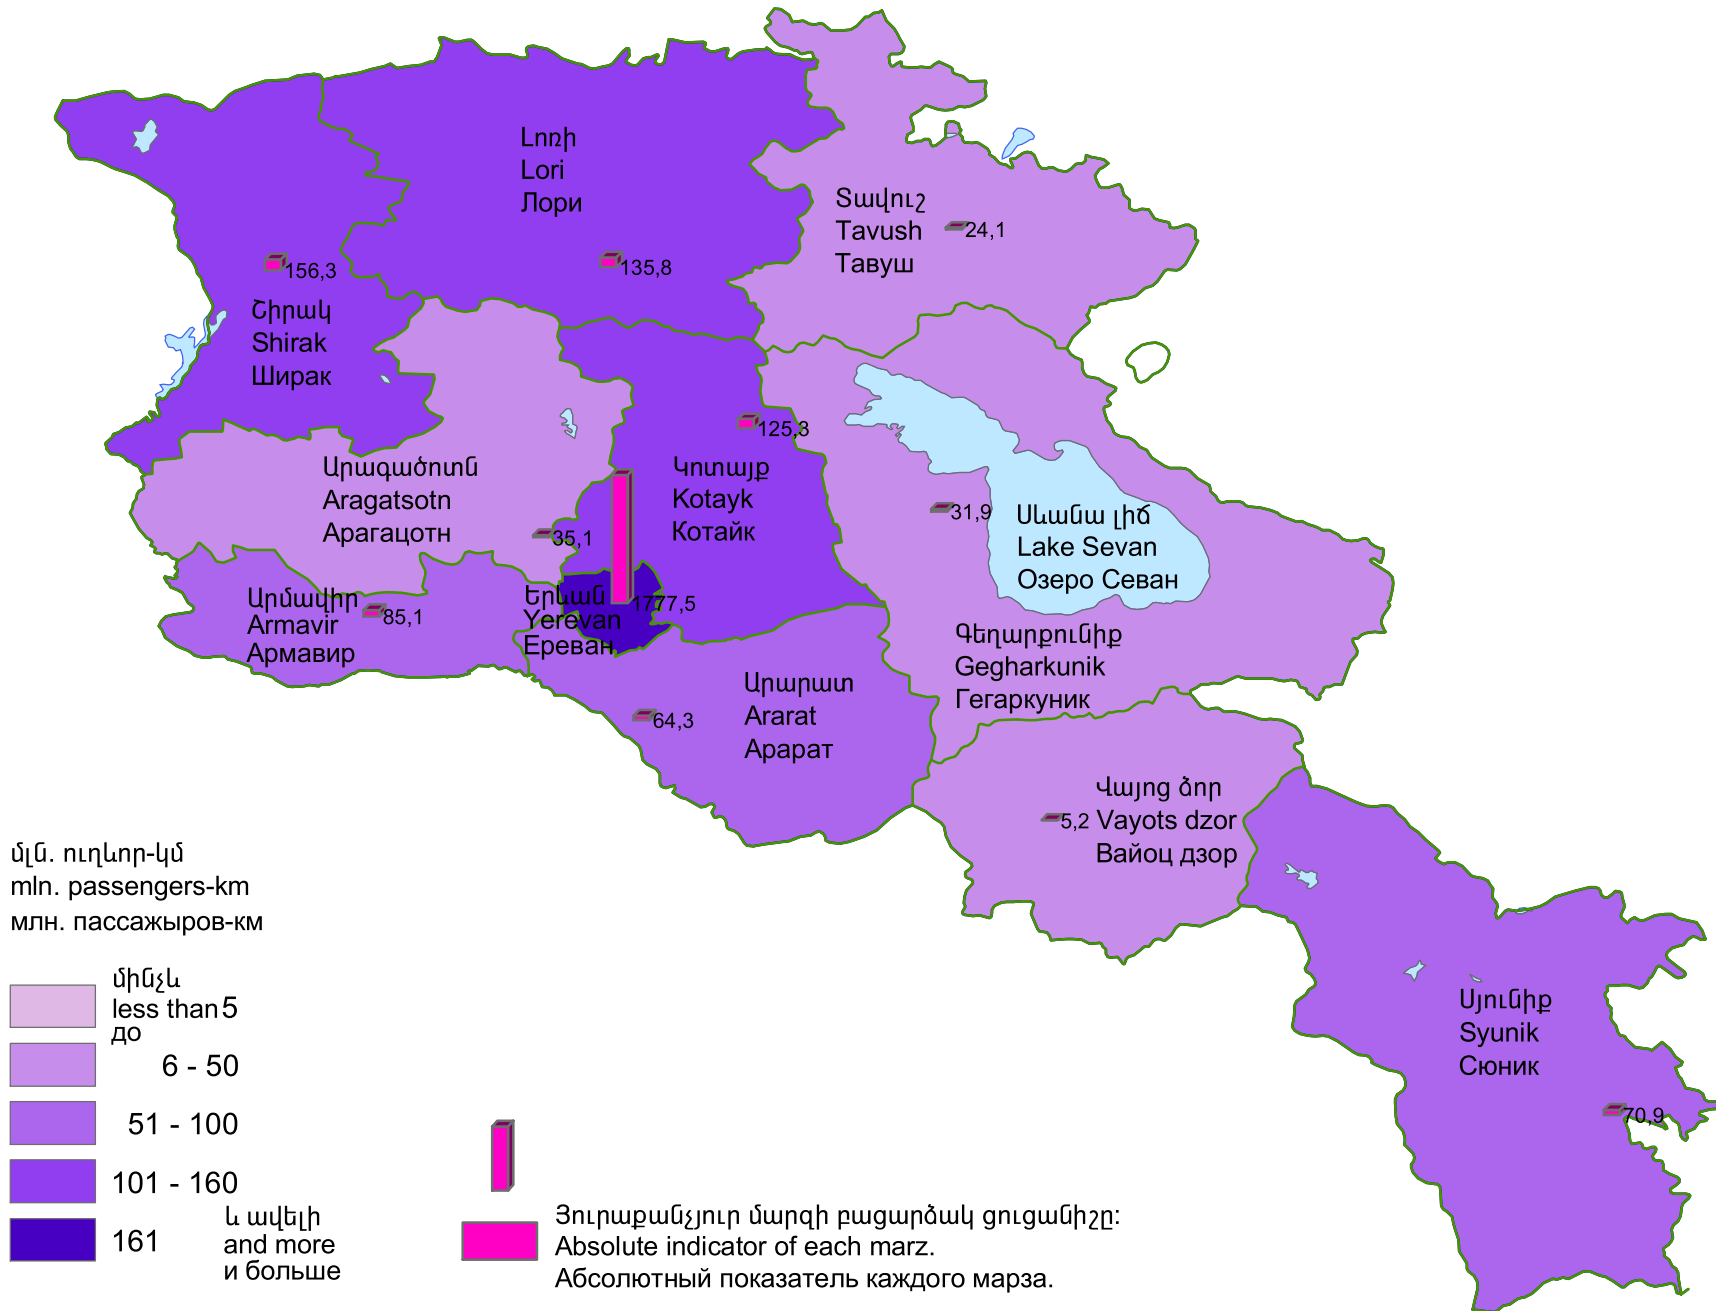 Լոռի
Lori
Лори
135,8
Տավուշ
Tavush
Тавуш
24,1
156,3
Շիրակ
Shirak
Ширак
125,3
Արագածոտն
Aragatsotn
Арагацотн
35,1
Կոտայք
Kotayk
Котайк
31,9
Սևանա լիճ
Lake Sevan
Озеро Севан
Արմավիր
Armavir
Армавир
85,1
Երևան
Yerevan
Ереван
1777,5
Գեղարքունիք
Gegharkunik
Гегаркуник
Արարատ
Ararat
Арарат
64,3
Վայոց ձոր
Vayots dzor
Вайоц дзор
5,2
Սյունիք
Syunik
Сюник
70,9
մլն. ուղևոր-կմ
mln. passengers-km
млн. пассажыров-км
մինչև
less than 5
до
6 - 50
51 - 100
101 - 160
161
և ավելի
and more
и больше
Յուրաքանչյուր մարզի բացարձակ ցուցանիշը:
Absolute indicator of each marz.
Абсолютный показатель каждого марза.